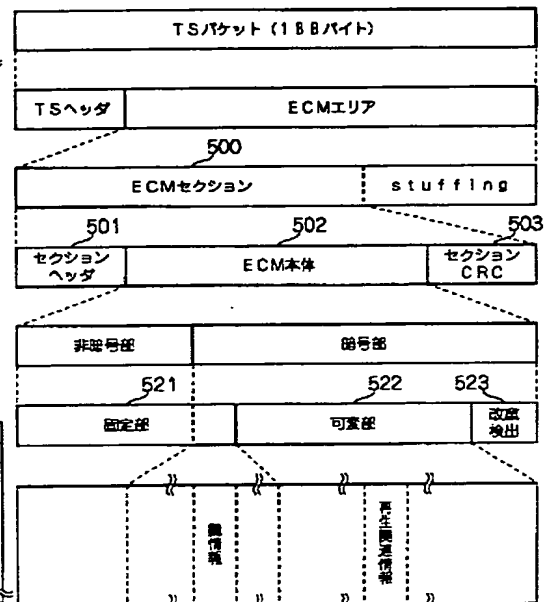 TSパケット (188バイト)
TSヘッダ
ECMエリア
500
ECMセクション
stuffing
501
502
503
セクション
ヘッダ
ECM本体
セクション
CRC
非暗号部
暗号部
521
522
523
固定部
可変部
改竄
検出
鍵情報
再生関連情報